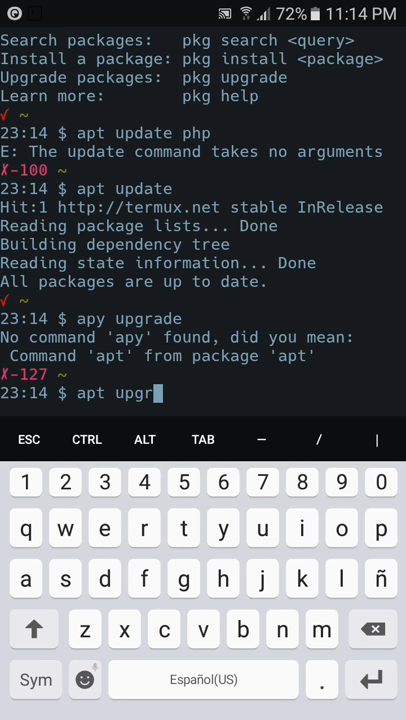 72% 11:14 PM
Search packages: pkg search <query>
Install a package: pkg install <package>
Upgrade packages: pkg upgrade
Learn more: pkg help
✓ ~
23:14 $ apt update php
E: The update command takes no arguments
✗-100 ~
23:14 $ apt update
Hit:1 http://termux.net stable InRelease
Reading package lists... Done
Building dependency tree
Reading state information... Done
All packages are up to date.
✓ ~
23:14 $ apy upgrade
No command 'apy' found, did you mean:
Command 'apt' from package 'apt'
✗-127 ~
23:14 $ apt upgr
ESC CTRL ALT TAB — / |
1 2 3 4 5 6 7 8 9 0
q w e r t y u i o p
a s d f g h j k l ñ
z x c v b n m
Sym Español(US) .